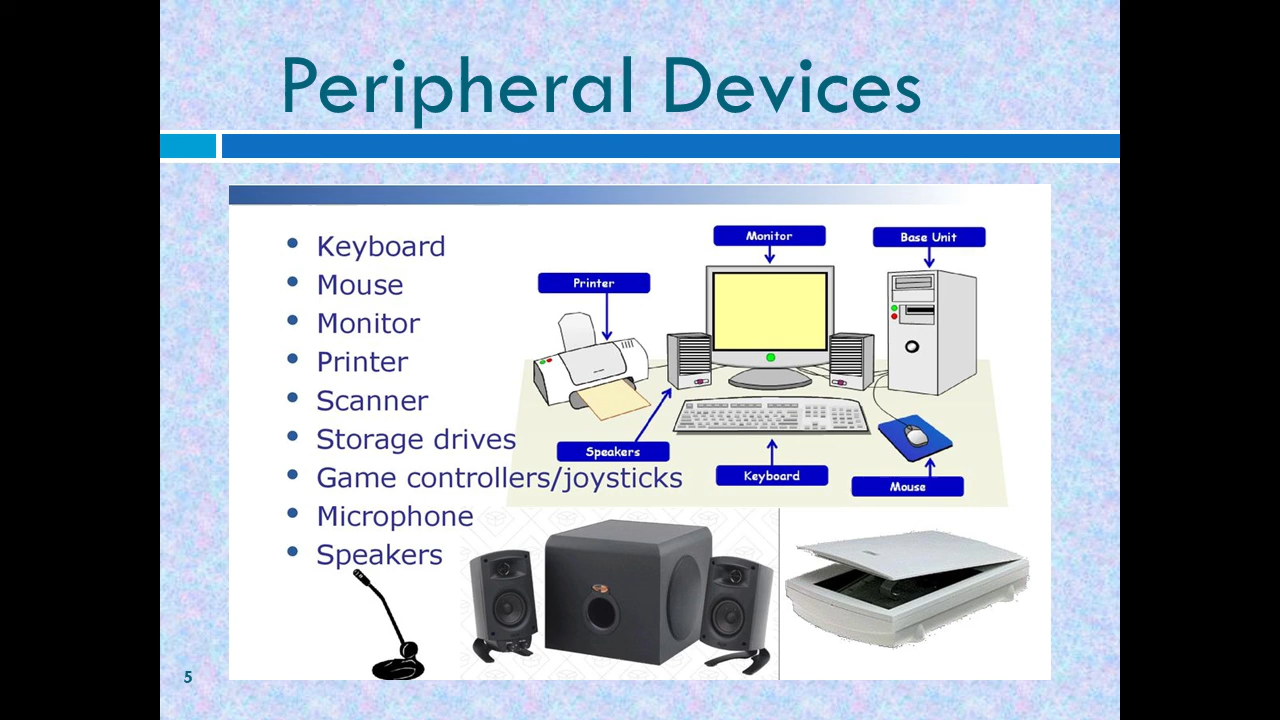 Peripheral Devices
• Keyboard
• Mouse
• Monitor
• Printer
• Scanner
• Storage drives
• Game controllers/joysticks
• Microphone
• Speakers
Monitor
Base Unit
Printer
Speakers
Keyboard
Mouse
5